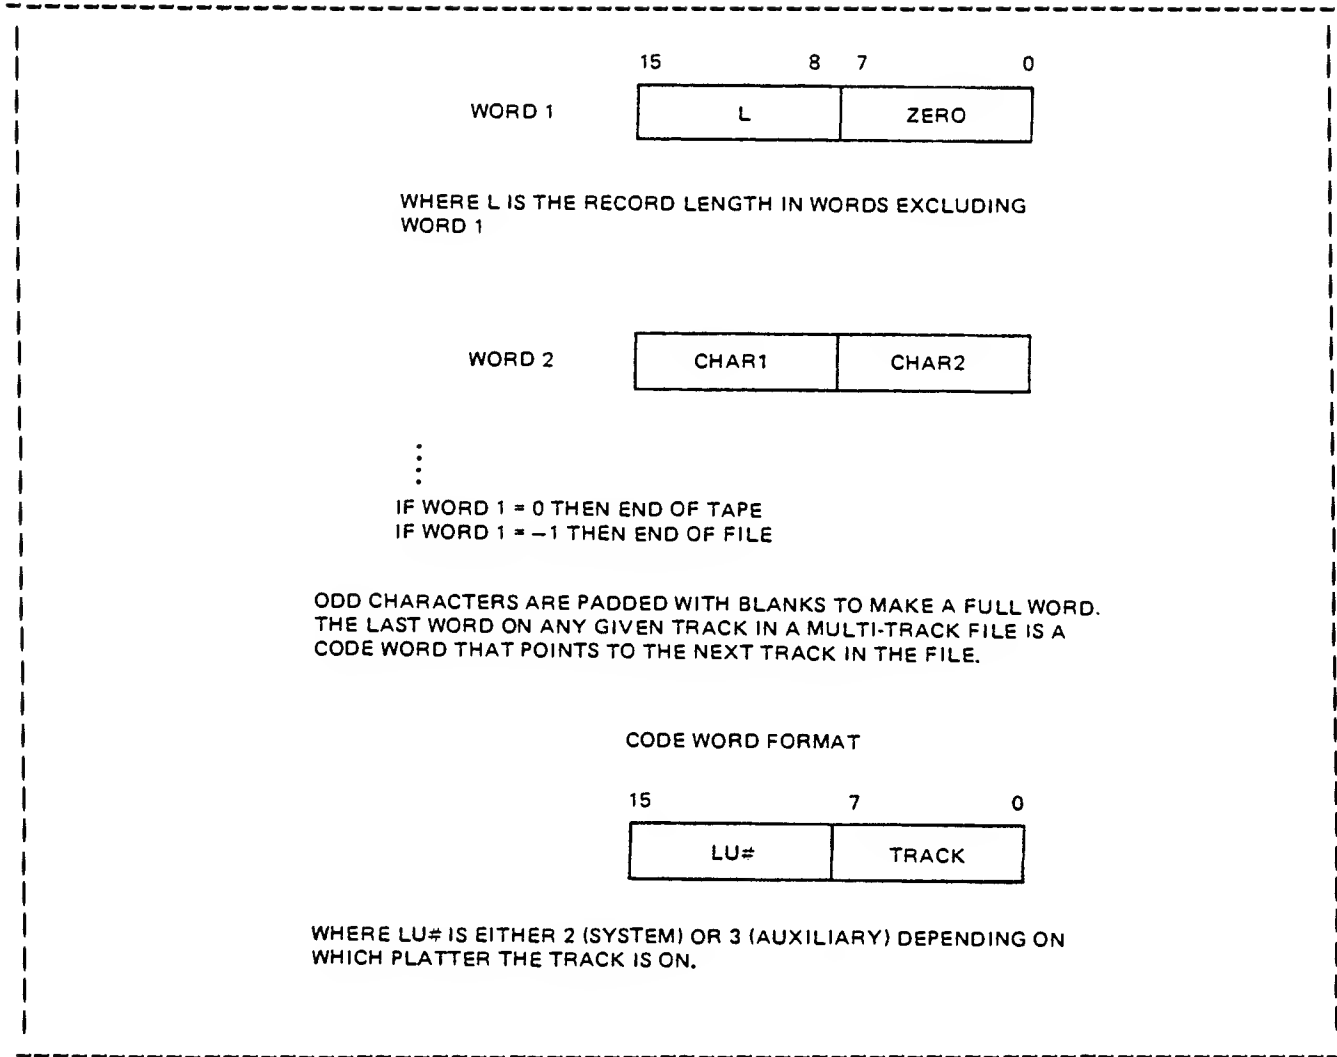 15 8 7 0
WORD 1 L ZERO
WHERE L IS THE RECORD LENGTH IN WORDS EXCLUDING
WORD 1
WORD 2 CHAR1 CHAR2
IF WORD 1 = 0 THEN END OF TAPE
IF WORD 1 = −1 THEN END OF FILE
ODD CHARACTERS ARE PADDED WITH BLANKS TO MAKE A FULL WORD.
THE LAST WORD ON ANY GIVEN TRACK IN A MULTI-TRACK FILE IS A
CODE WORD THAT POINTS TO THE NEXT TRACK IN THE FILE.
CODE WORD FORMAT
15 7 0
LU# TRACK
WHERE LU# IS EITHER 2 (SYSTEM) OR 3 (AUXILIARY) DEPENDING ON
WHICH PLATTER THE TRACK IS ON.